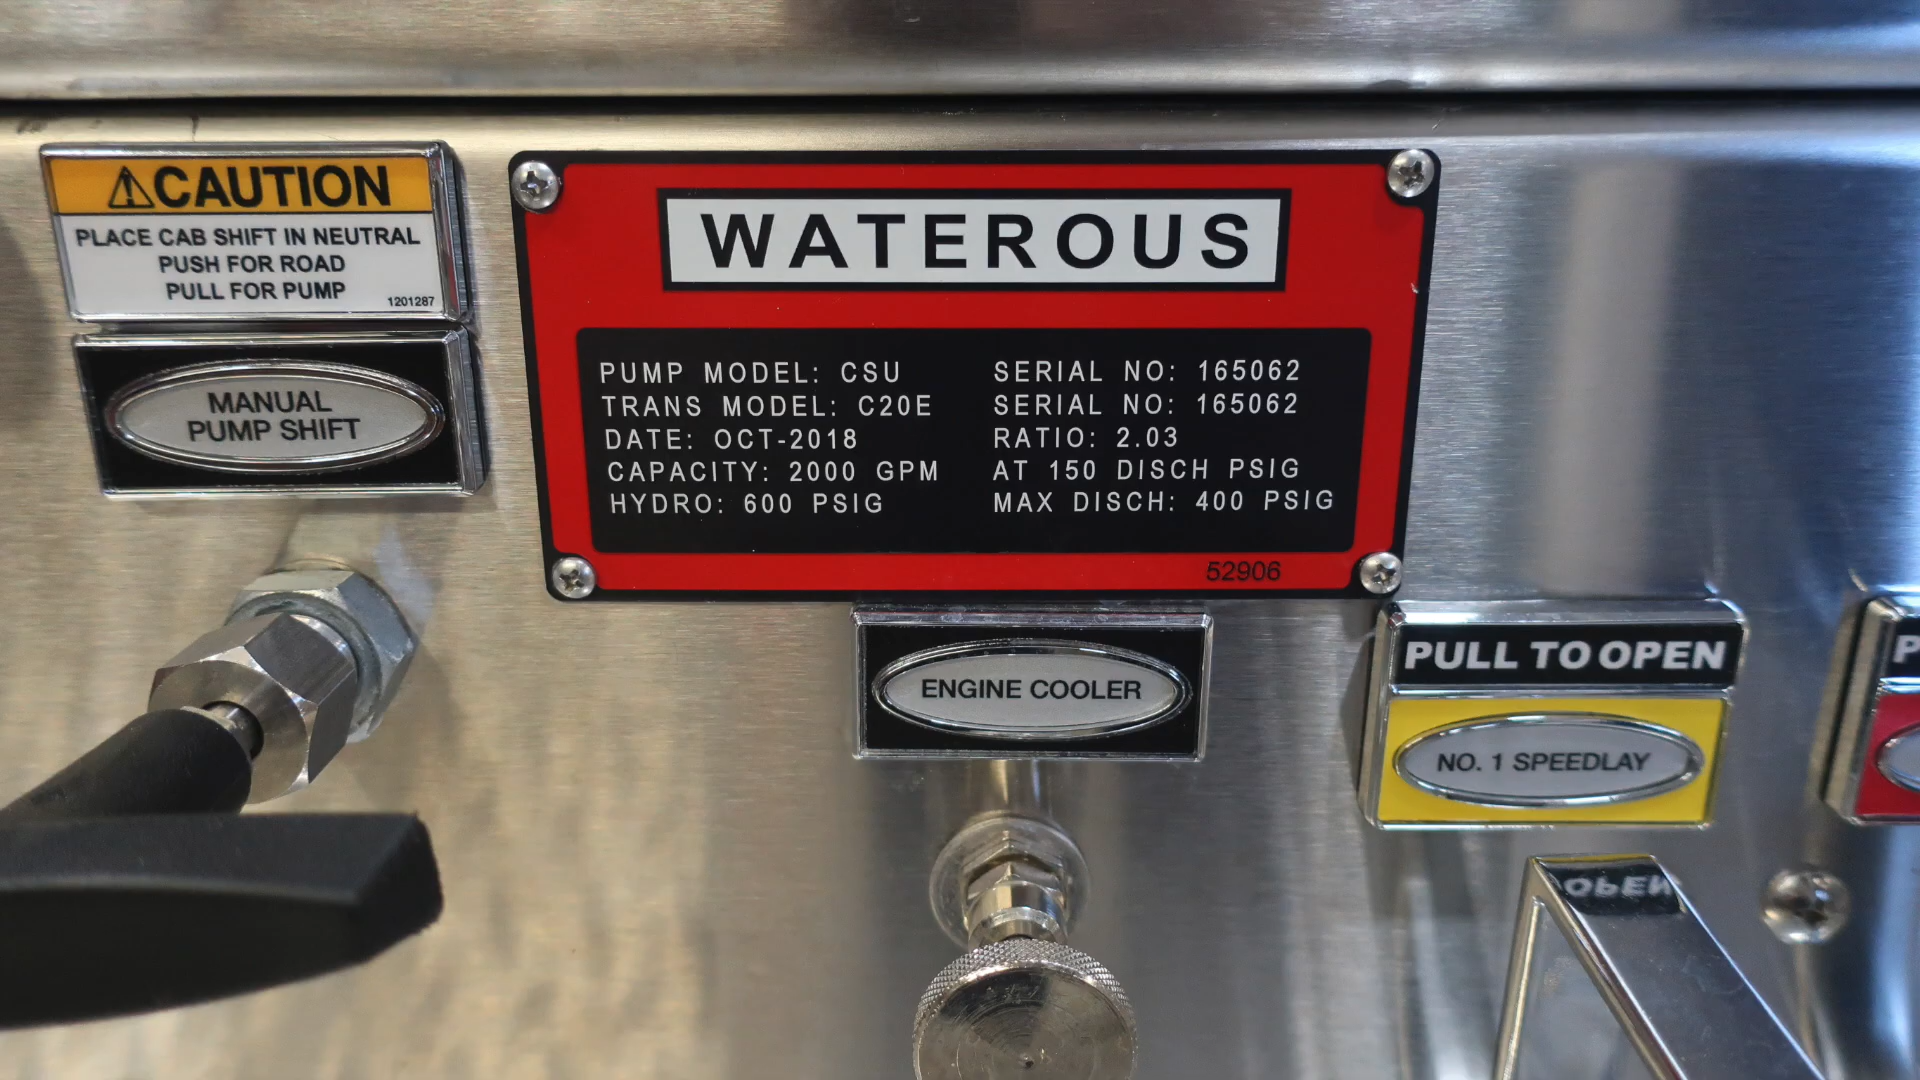 CAUTION
PLACE CAB SHIFT IN NEUTRAL
PUSH FOR ROAD
PULL FOR PUMP
1201287
MANUAL
PUMP SHIFT
WATEROUS
PUMP MODEL: CSU SERIAL NO: 165062
TRANS MODEL: C20E SERIAL NO: 165062
DATE: OCT-2018 RATIO: 2.03
CAPACITY: 2000 GPM AT 150 DISCH PSIG
HYDRO: 600 PSIG MAX DISCH: 400 PSIG
52906
ENGINE COOLER
PULL TO OPEN
NO. 1 SPEEDLAY